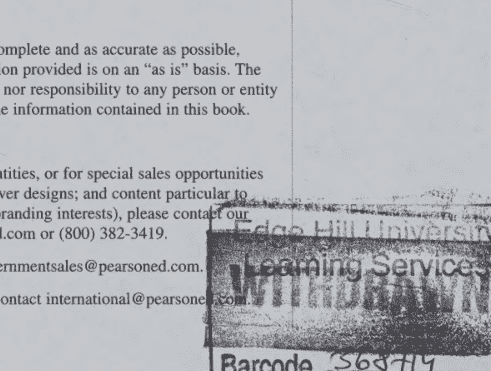 omplete and as accurate as possible,
ion provided is on an “as is” basis. The
nor responsibility to any person or entity
e information contained in this book.
ntities, or for special sales opportunities
ver designs; and content particular to
randing interests), please contact our
l.com or (800) 382-3419.
ernmentsales@pearsoned.com.
ontact international@pearsoned.com.
Edge Hill University
Learning Services
WITHDRAWN
Barcode